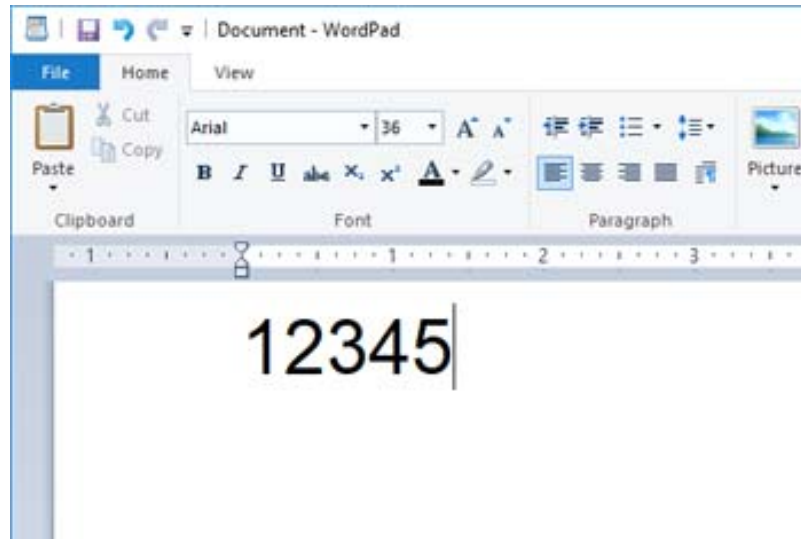 Document - WordPad
File Home View
Cut
Copy
Paste
Clipboard
Arial 36 A A
B I U abc X₂ x² A
Font
Paragraph
Picture
1 1 2 3
12345